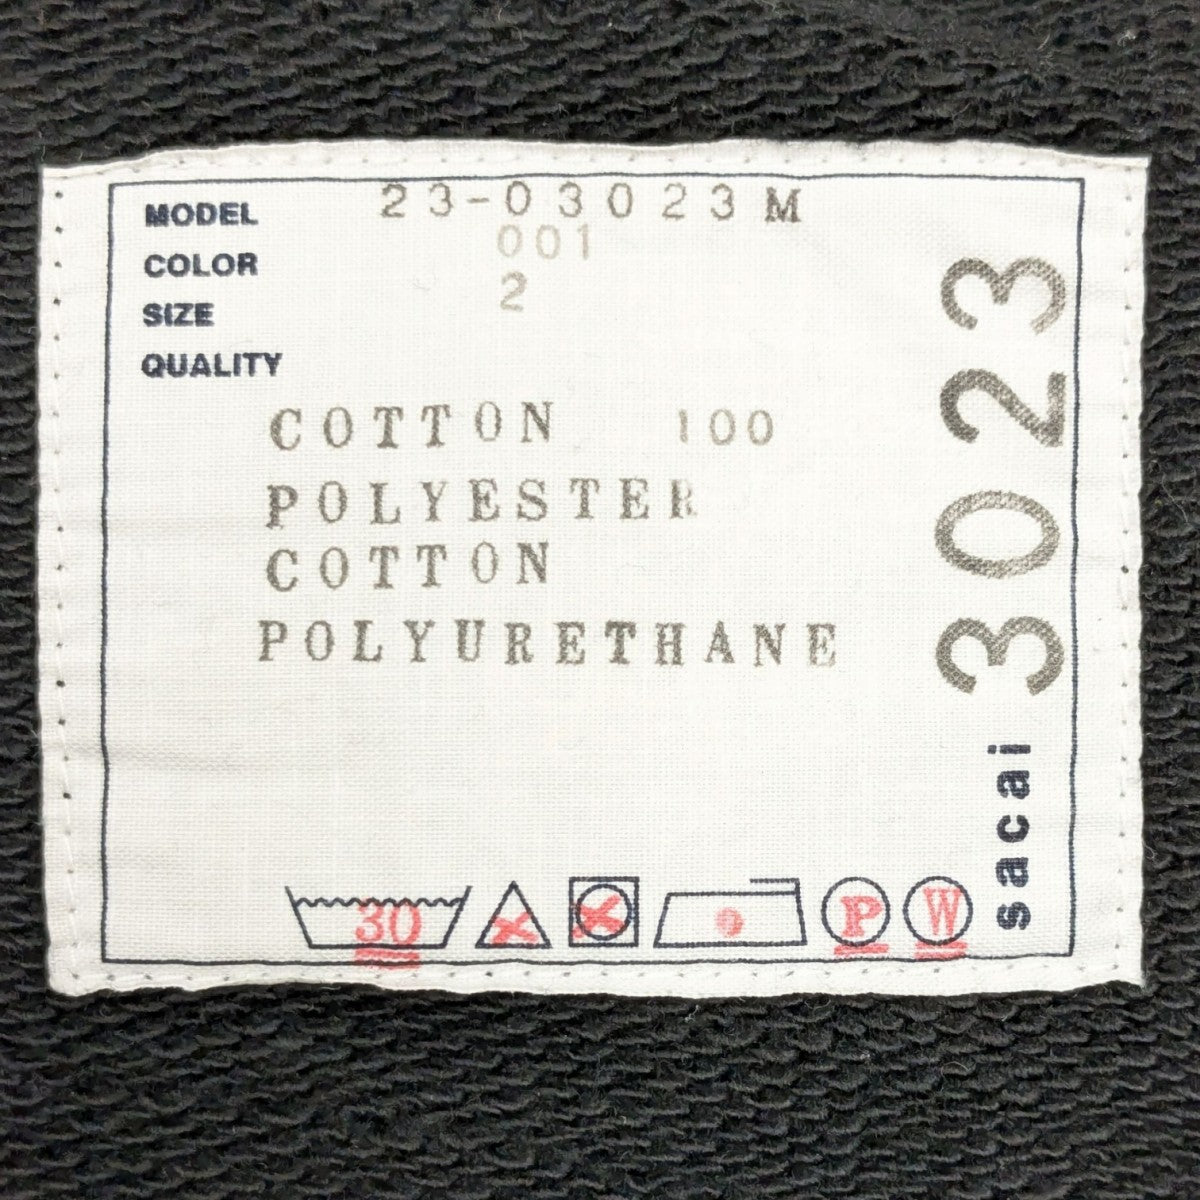 MODEL 23-03023M
COLOR 001
SIZE 2
QUALITY
COTTON 100
POLYESTER
COTTON
POLYURETHANE
30
P
W
sacai 3023